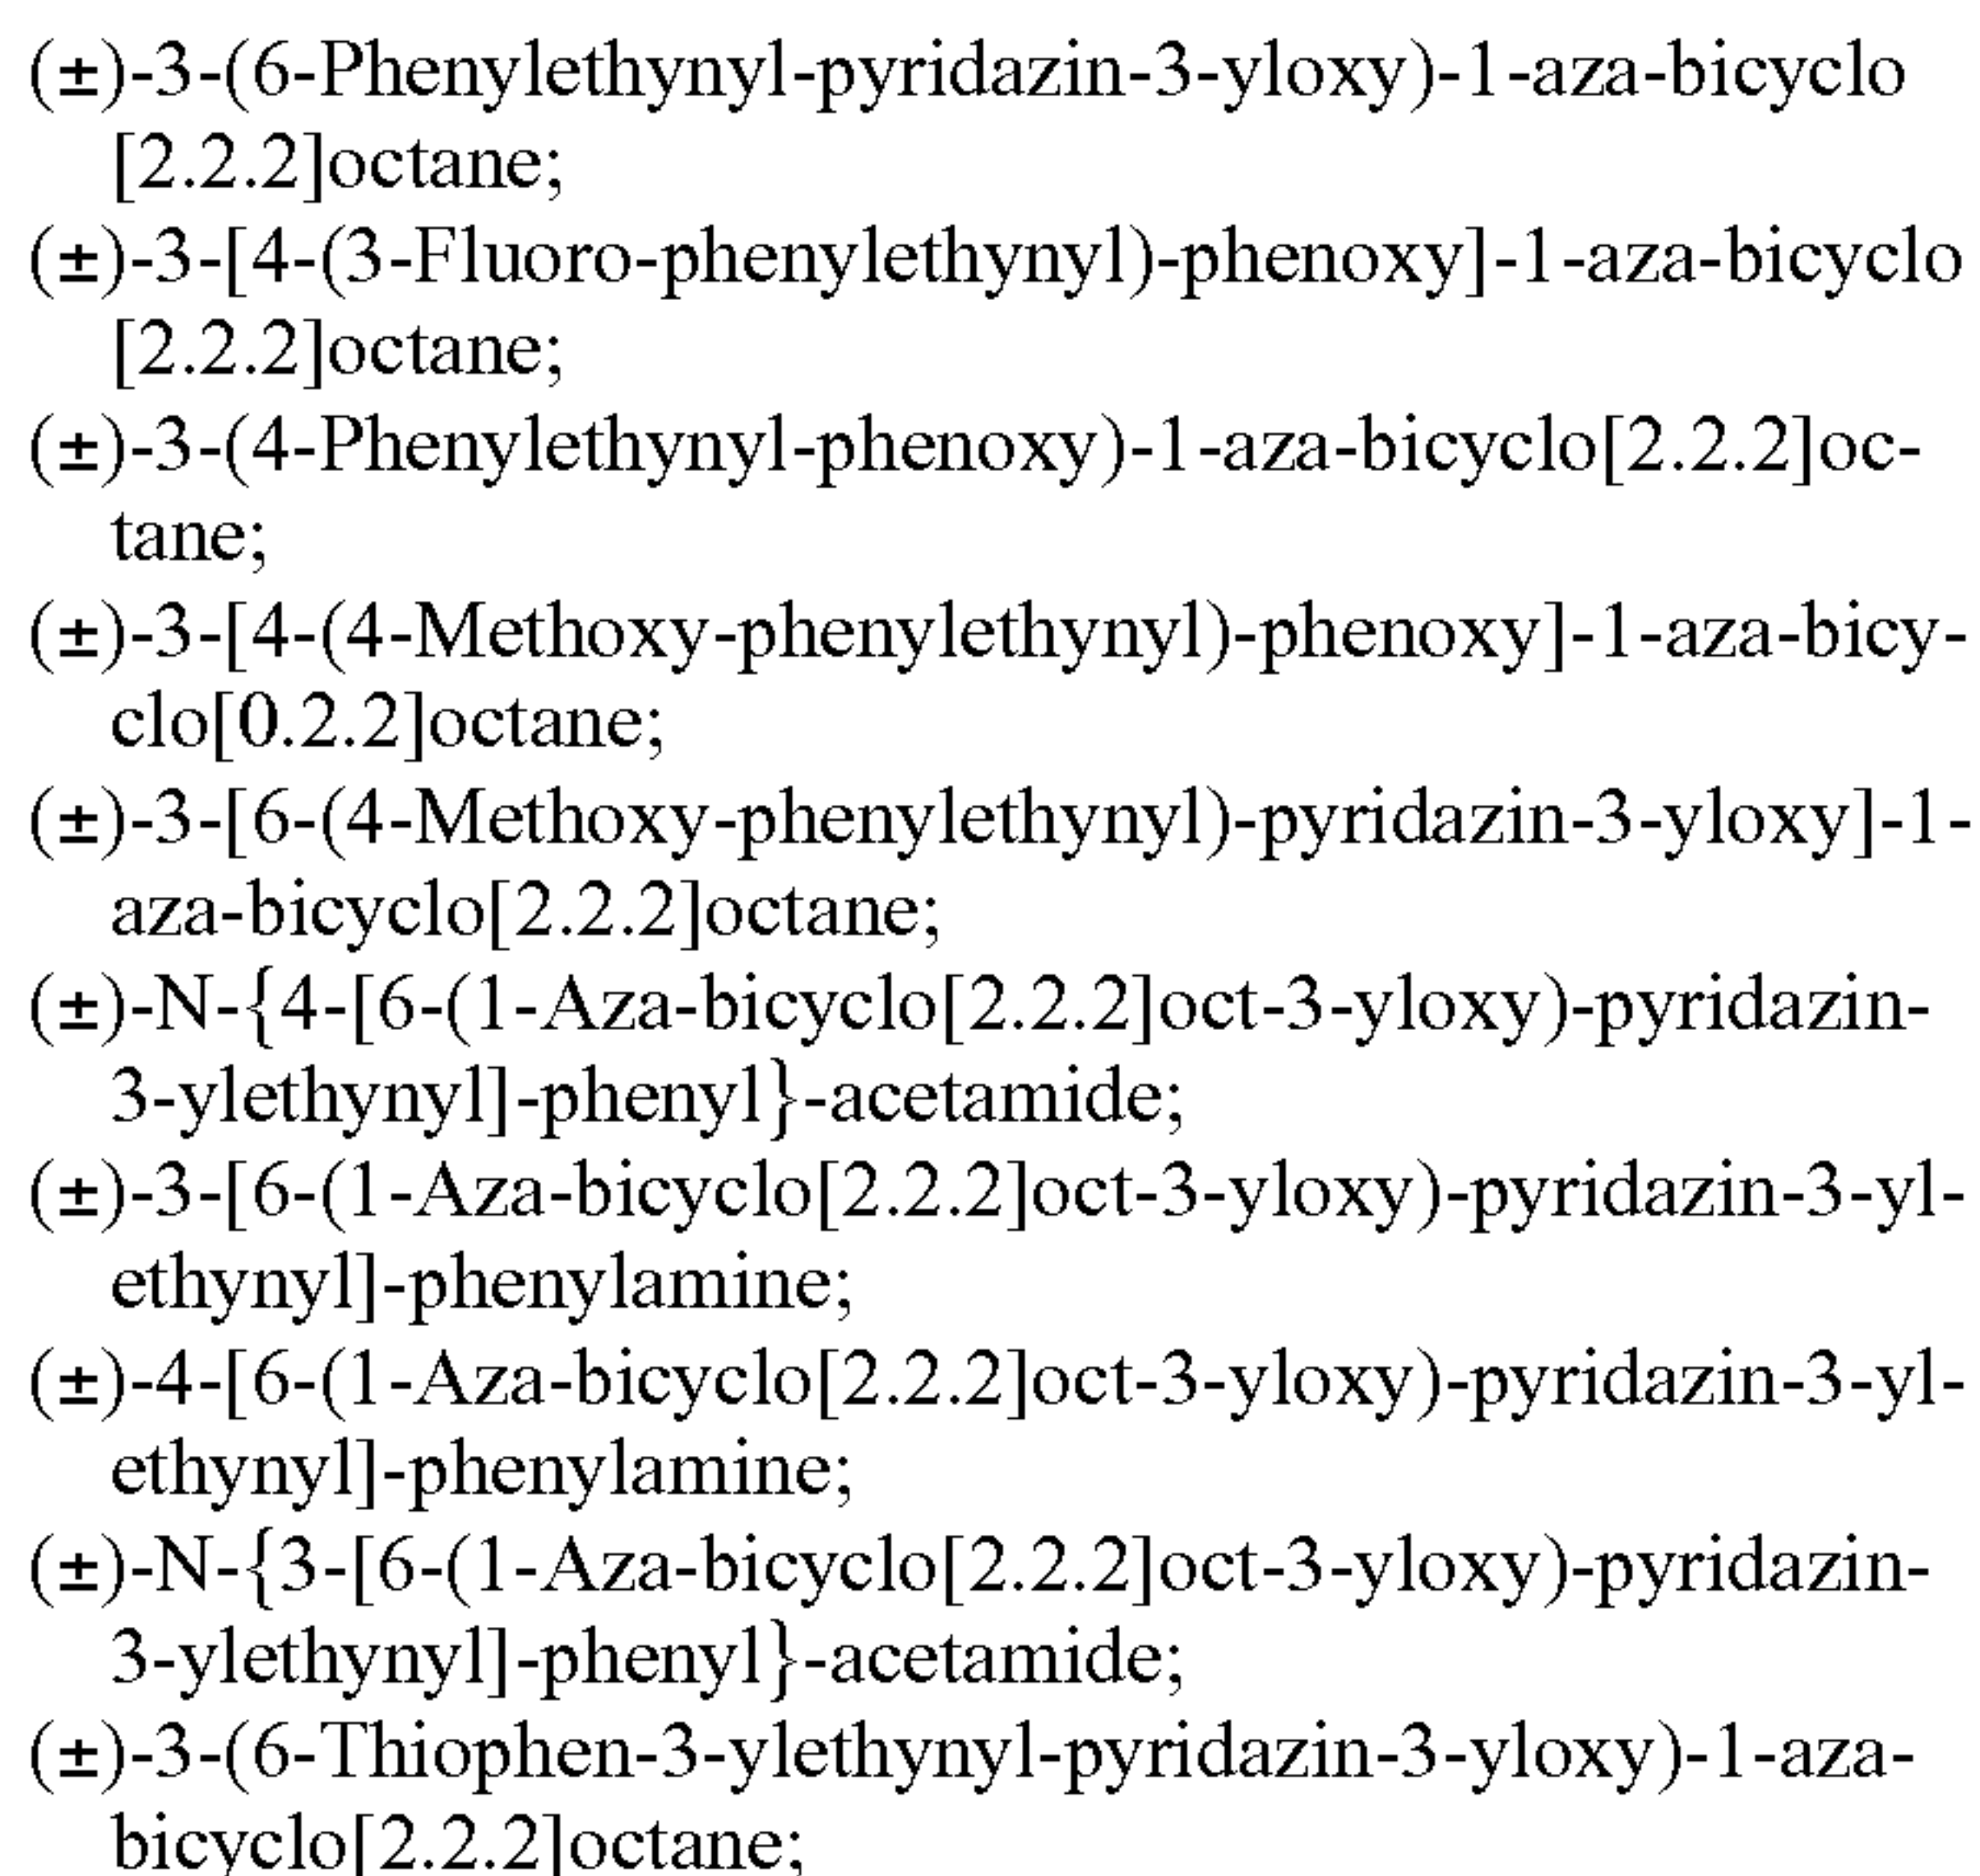 (±)-3-(6-Phenylethynyl-pyridazin-3-yloxy)-1-aza-bicyclo
[2.2.2]octane;
(±)-3-[4-(3-Fluoro-phenylethynyl)-phenoxy]-1-aza-bicyclo
[2.2.2]octane;
(±)-3-(4-Phenylethynyl-phenoxy)-1-aza-bicyclo[2.2.2]oc-
tane;
(±)-3-[4-(4-Methoxy-phenylethynyl)-phenoxy]-1-aza-bicy-
clo[0.2.2]octane;
(±)-3-[6-(4-Methoxy-phenylethynyl)-pyridazin-3-yloxy]-1-
aza-bicyclo[2.2.2]octane;
(±)-N-{4-[6-(1-Aza-bicyclo[2.2.2]oct-3-yloxy)-pyridazin-
3-ylethynyl]-phenyl}-acetamide;
(±)-3-[6-(1-Aza-bicyclo[2.2.2]oct-3-yloxy)-pyridazin-3-yl-
ethynyl]-phenylamine;
(±)-4-[6-(1-Aza-bicyclo[2.2.2]oct-3-yloxy)-pyridazin-3-yl-
ethynyl]-phenylamine;
(±)-N-{3-[6-(1-Aza-bicyclo[2.2.2]oct-3-yloxy)-pyridazin-
3-ylethynyl]-phenyl}-acetamide;
(±)-3-(6-Thiophen-3-ylethynyl-pyridazin-3-yloxy)-1-aza-
bicyclo[2.2.2]octane;